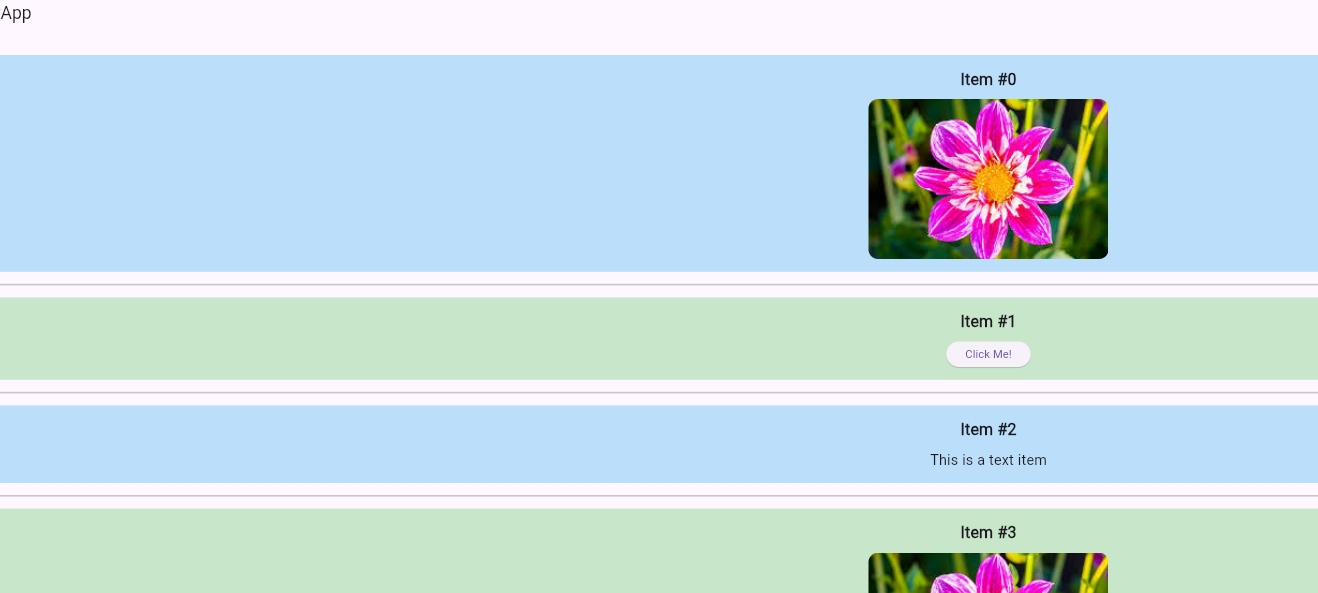 App
Item #0
Item #1
Click Me!
Item #2
This is a text item
Item #3